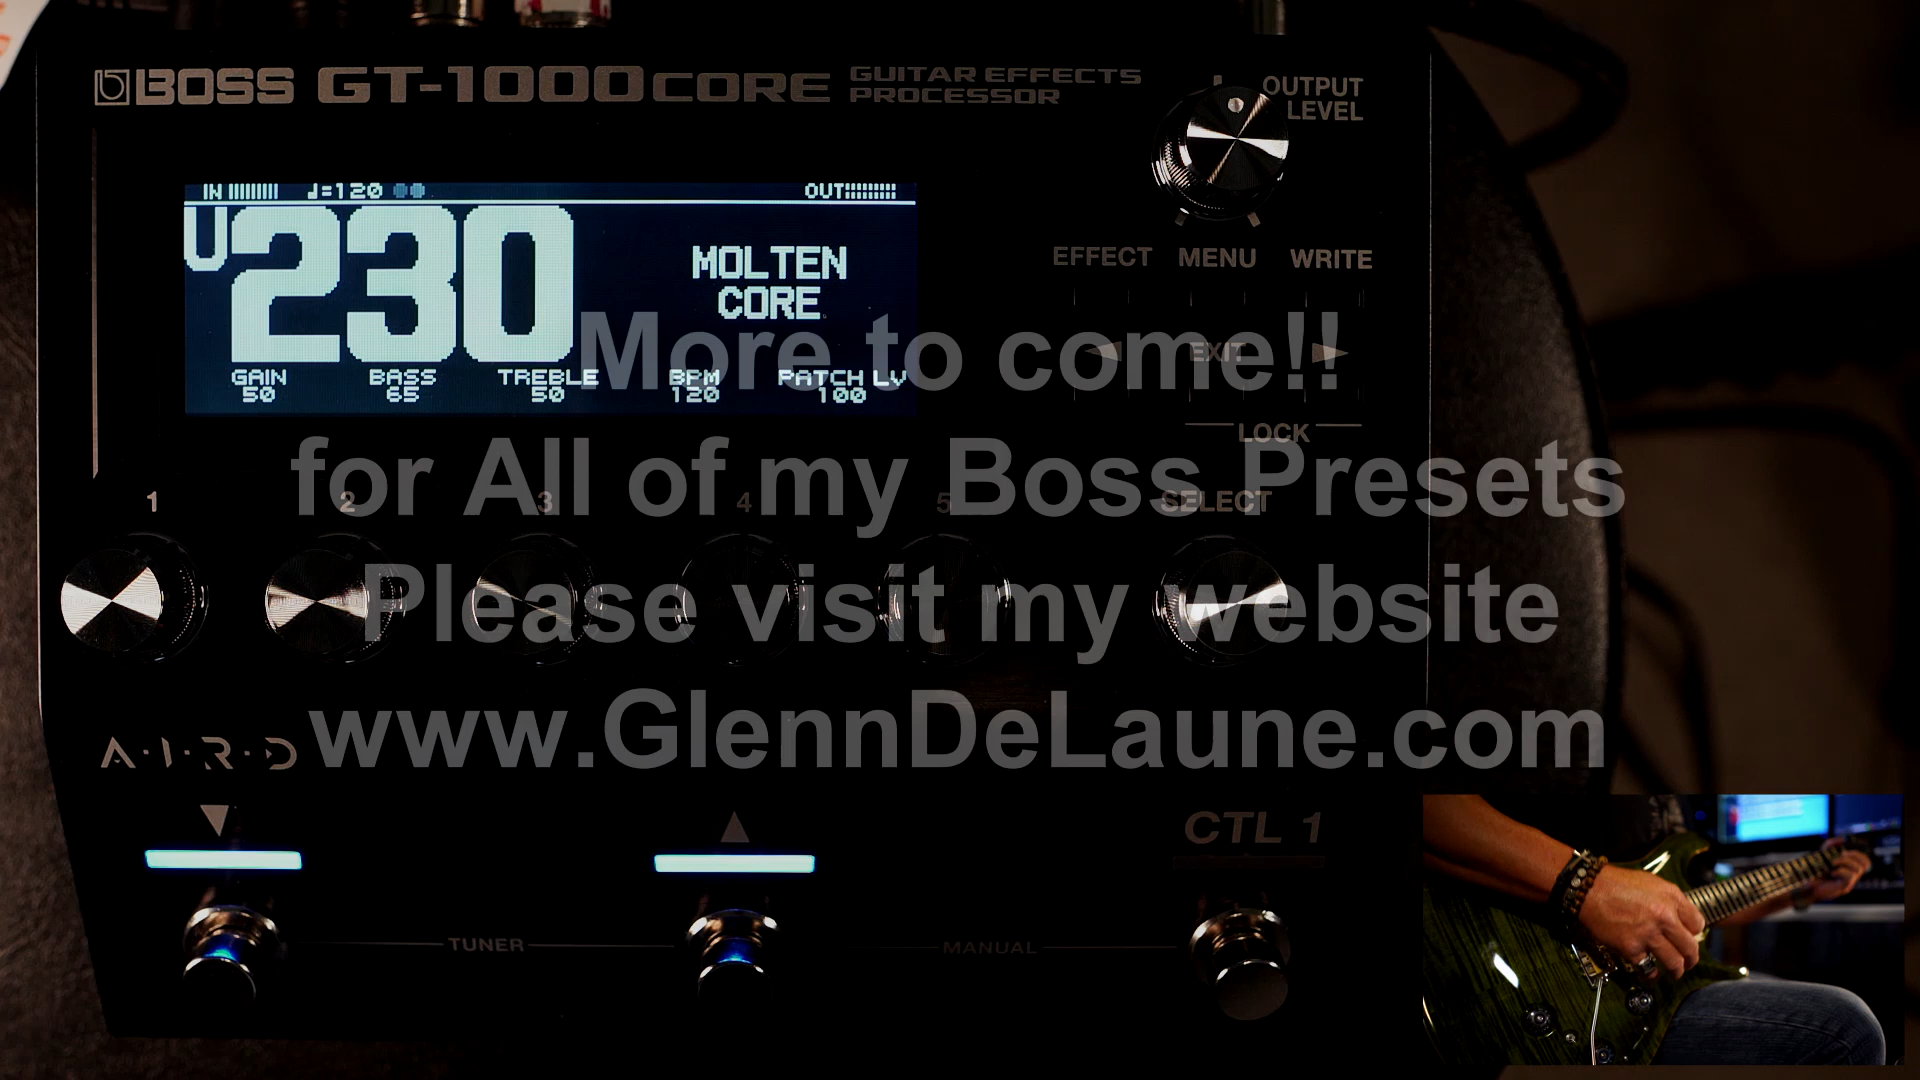 BOSS GT-1000CORE GUITAR EFFECTS PROCESSOR
OUTPUT LEVEL
IN ♩=120 OUT
U230
MOLTEN
CORE
GAIN BASS TREBLE BPM PATCH LV
50 65 50 120 100
EFFECT MENU WRITE
EXIT
LOCK
More to come!!
for All of my Boss Presets
Please visit my website
www.GlennDeLaune.com
1 2 3 4 5 SELECT
A·I·R·D
CTL 1
TUNER MANUAL